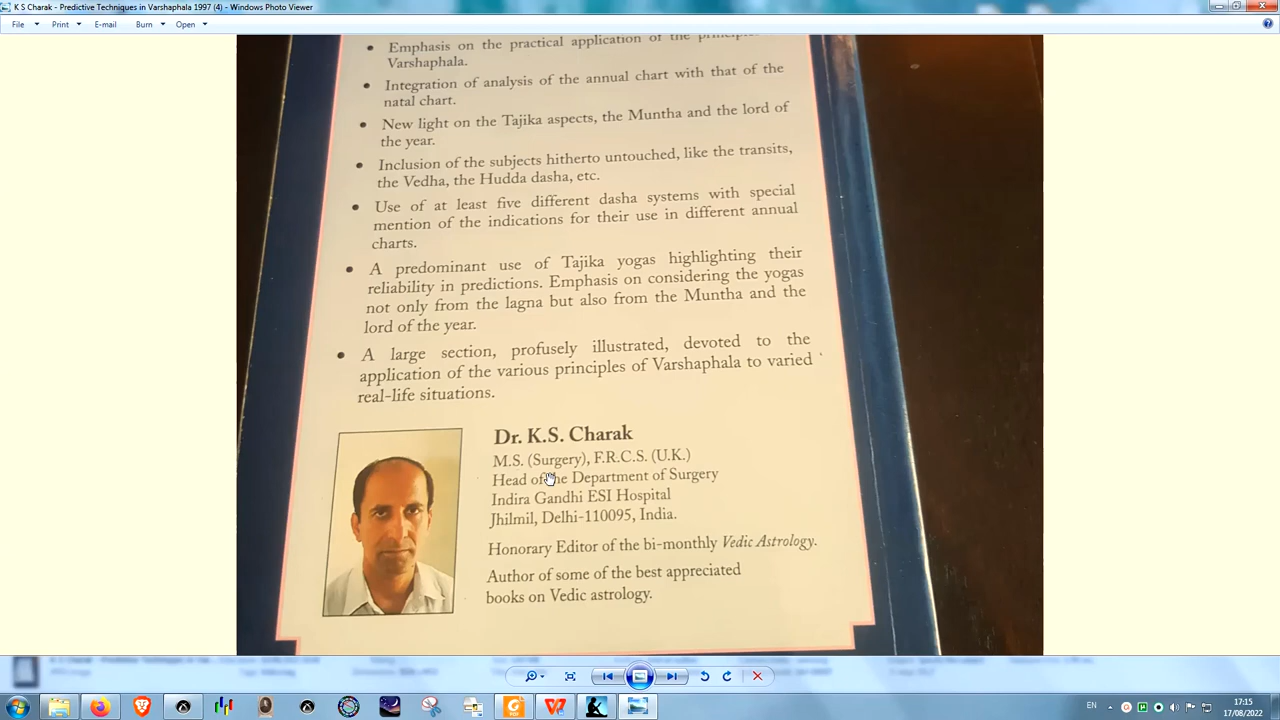 K S Charak - Predictive Techniques in Varshaphala 1997 (4) - Windows Photo Viewer
File Print E-mail Burn Open
• Emphasis on the practical application of the
Varshaphala.
• Integration of analysis of the annual chart with that of the
natal chart.
• New light on the Tajika aspects, the Muntha and the lord of
the year.
• Inclusion of the subjects hitherto untouched, like the transits,
the Vedha, the Hudda dasha, etc.
• Use of at least five different dasha systems with special
mention of the indications for their use in different annual
charts.
• A predominant use of Tajika yogas highlighting their
reliability in predictions. Emphasis on considering the yogas
not only from the lagna but also from the Muntha and the
lord of the year.
• A large section, profusely illustrated, devoted to the
application of the various principles of Varshaphala to varied
real-life situations.
Dr. K.S. Charak
M.S. (Surgery), F.R.C.S. (U.K.)
Head of the Department of Surgery
Indira Gandhi ESI Hospital
Jhilmil, Delhi-110095, India.
Honorary Editor of the bi-monthly Vedic Astrology.
Author of some of the best appreciated
books on Vedic astrology.
EN
17:15
17/08/2022